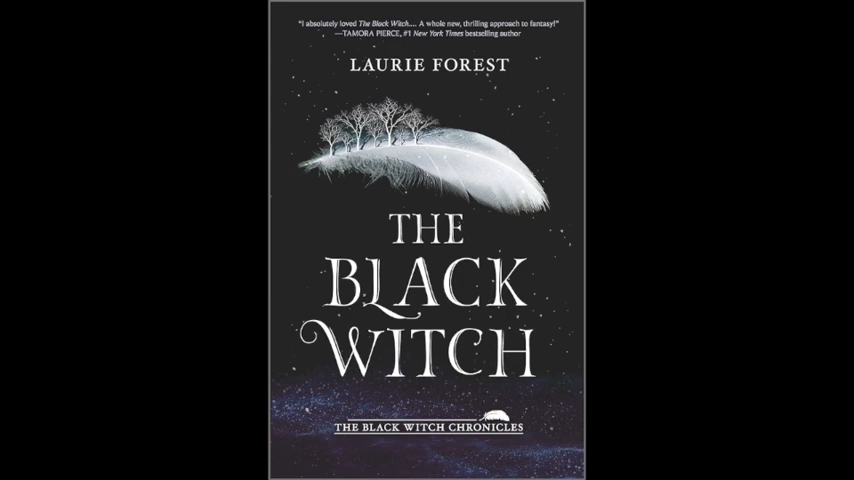 "I absolutely loved The Black Witch.... A whole new, thrilling approach to fantasy!"
—TAMORA PIERCE, #1 New York Times bestselling author
LAURIE FOREST
THE
BLACK
WITCH
THE BLACK WITCH CHRONICLES